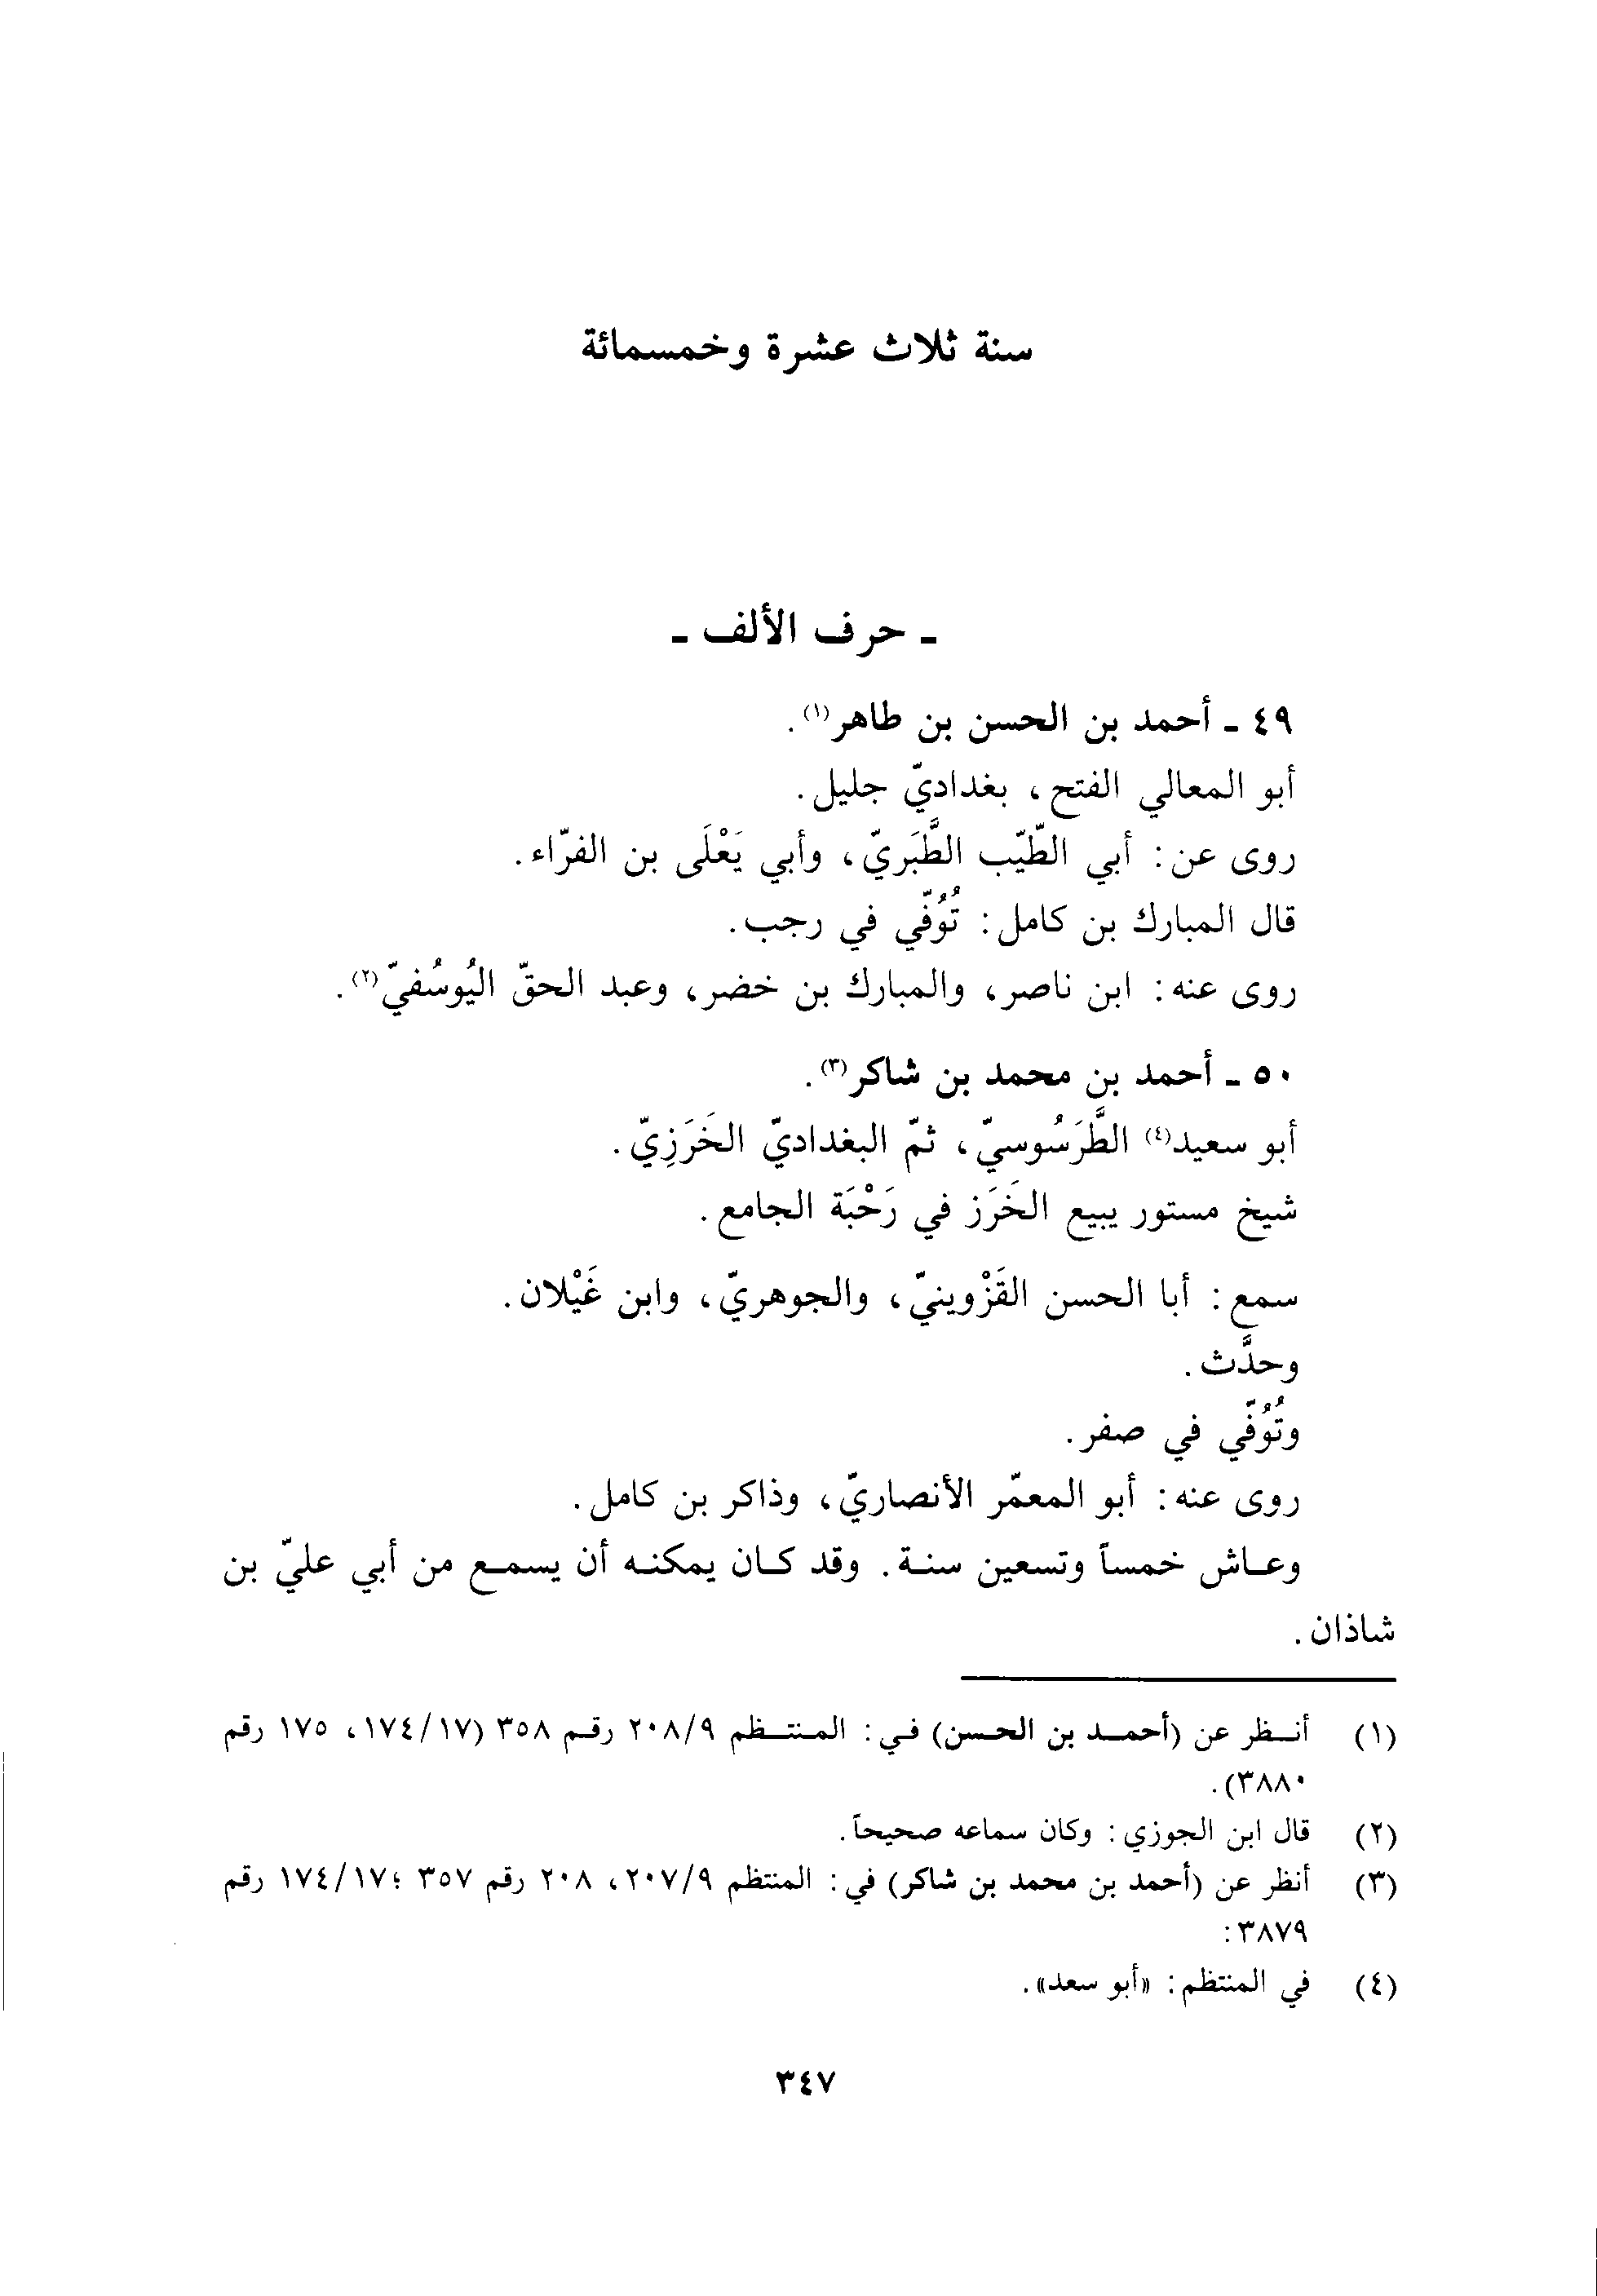 سنة ثلاث عشرة وخمسمائة
ـ حرف الألف ـ
٤٩ ـ أحمد بن الحسن بن طاهر(١).
أبو المعالي الفتح، بغداديّ جليل.
روى عن: أبي الطّيّب الطَّبَريّ، وأبي يَعْلَى بن الفرّاء.
قال المبارك بن كامل: تُوُفّي في رجب.
روى عنه: ابن ناصر، والمبارك بن خضر، وعبد الحقّ اليُوسُفيّ(٢).
٥٠ ـ أحمد بن محمد بن شاكر(٣).
أبو سعيد(٤) الطَّرَسُوسيّ، ثمّ البغداديّ الخَرَزِيّ.
شيخ مستور يبيع الخَرَز في رَحْبَة الجامع.
سمع: أبا الحسن القَزْوينيّ، والجوهريّ، وابن غَيْلان.
وحدَّث.
وتُوُفّي في صفر.
روى عنه: أبو المعمّر الأنصاريّ، وذاكر بن كامل.
وعاش خمساً وتسعين سنة. وقد كان يمكنه أن يسمع من أبي عليّ بن
شاذان.
(١) أنظر عن (أحمد بن الحسن) في: المنتظم ٢٠٨/٩ رقم ٣٥٨ (١٧٤/١٧، ١٧٥ رقم
٣٨٨٠).
(٢) قال ابن الجوزي: وكان سماعه صحيحاً.
(٣) أنظر عن (أحمد بن محمد بن شاكر) في: المنتظم ٢٠٧/٩، ٢٠٨ رقم ٣٥٧ ؛١٧٤/١٧ رقم
٣٨٧٩:
(٤) في المنتظم: «أبو سعد».
٣٤٧